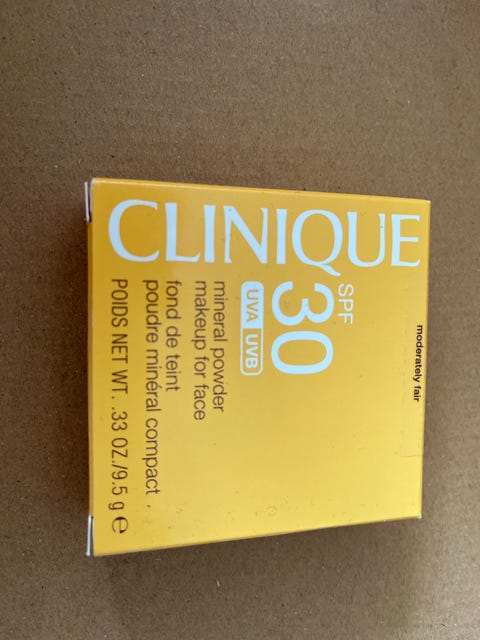 CLINIQUE
SPF
30
UVA UVB
moderately fair
mineral powder
makeup for face
fond de teint
poudre minéral compact
POIDS NET WT. .33 OZ./9.5 g ℮